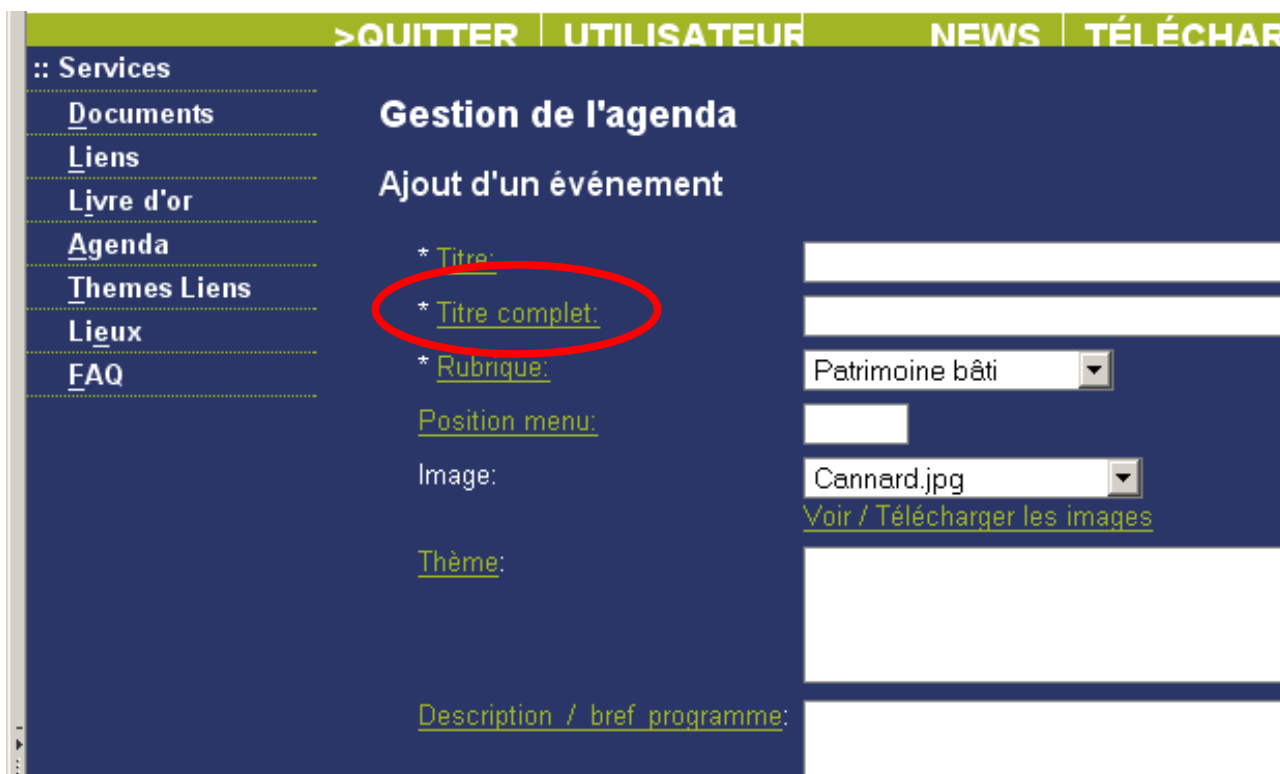 >QUITTER UTILISATEUR NEWS TÉLÉCHAR
:: Services
Documents
Liens
Livre d'or
Agenda
Themes Liens
Lieux
FAQ
Gestion de l'agenda
Ajout d'un événement
* Titre:
* Titre complet:
* Rubrique: Patrimoine bâti
Position menu:
Image: Cannard.jpg
Voir / Télécharger les images
Thème:
Description / bref programme: